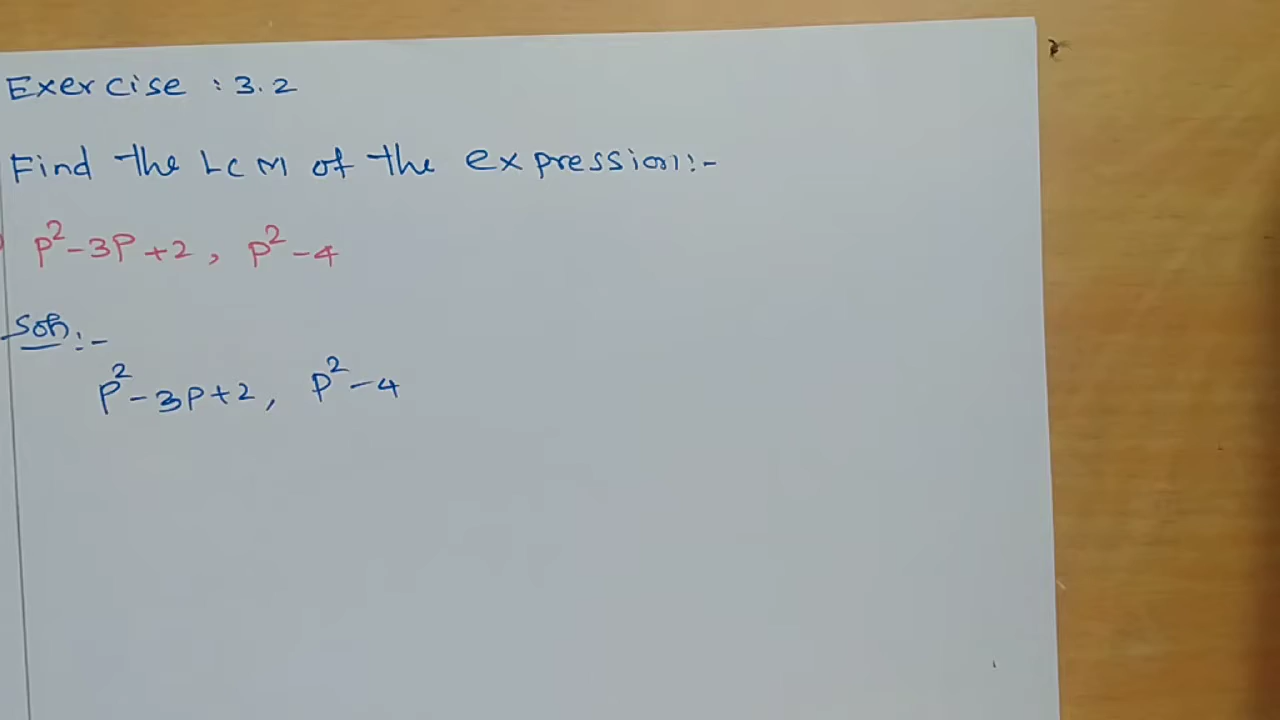 Exercise : 3.2
Find the LCM of the expression:-
p²-3p+2, p²-4
Soln:-
p²-3p+2, p²-4